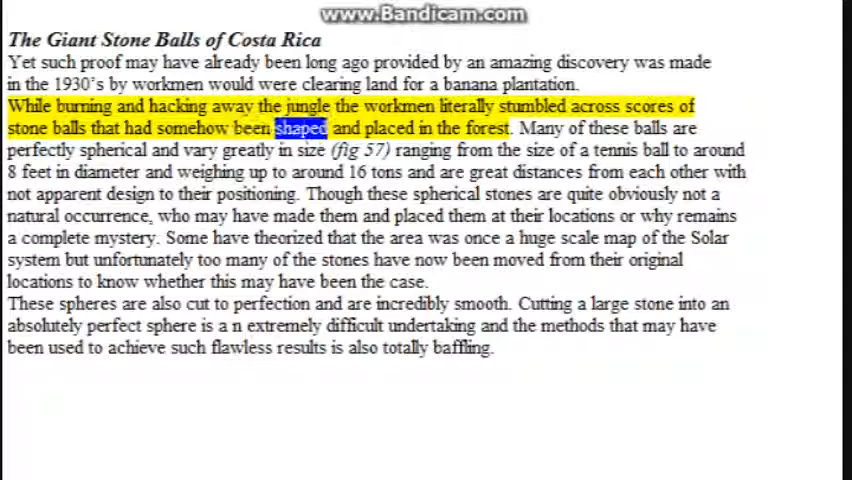 www.Bandicam.com
The Giant Stone Balls of Costa Rica
Yet such proof may have already been long ago provided by an amazing discovery was made
in the 1930's by workmen would were clearing land for a banana plantation.
While burning and hacking away the jungle the workmen literally stumbled across scores of
stone balls that had somehow been shaped and placed in the forest. Many of these balls are
perfectly spherical and vary greatly in size (fig 57) ranging from the size of a tennis ball to around
8 feet in diameter and weighing up to around 16 tons and are great distances from each other with
not apparent design to their positioning. Though these spherical stones are quite obviously not a
natural occurrence, who may have made them and placed them at their locations or why remains
a complete mystery. Some have theorized that the area was once a huge scale map of the Solar
system but unfortunately too many of the stones have now been moved from their original
locations to know whether this may have been the case.
These spheres are also cut to perfection and are incredibly smooth. Cutting a large stone into an
absolutely perfect sphere is a n extremely difficult undertaking and the methods that may have
been used to achieve such flawless results is also totally baffling.